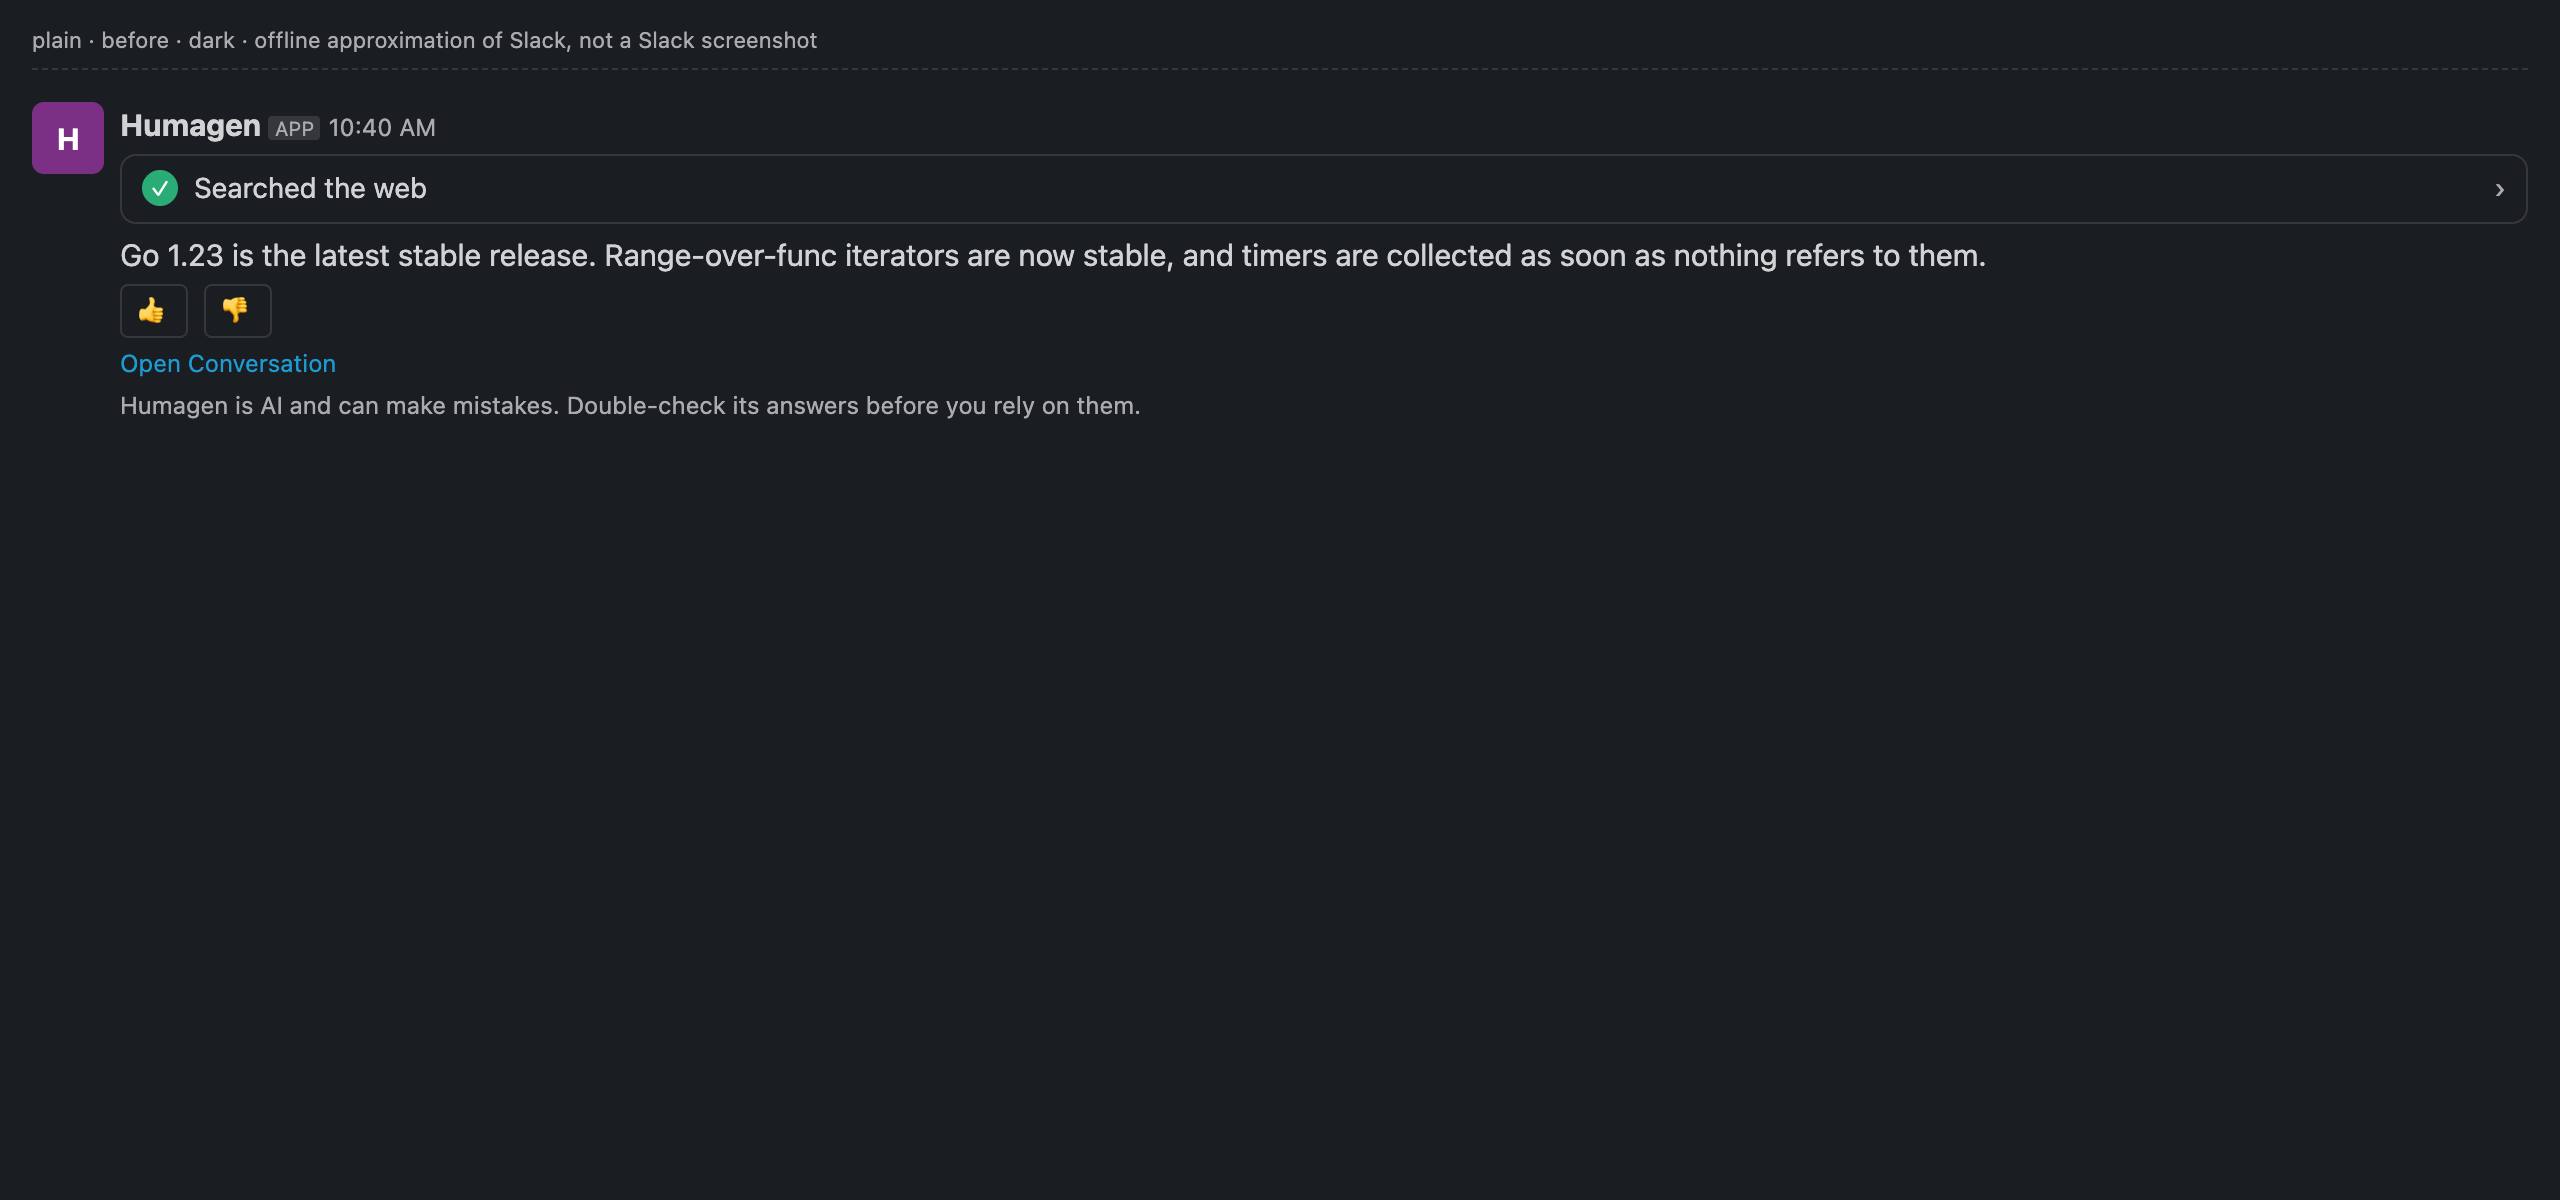 plain · before · dark · offline approximation of Slack, not a Slack screenshot
H
Humagen APP 10:40 AM
Searched the web
Go 1.23 is the latest stable release. Range-over-func iterators are now stable, and timers are collected as soon as nothing refers to them.
Open Conversation
Humagen is AI and can make mistakes. Double-check its answers before you rely on them.